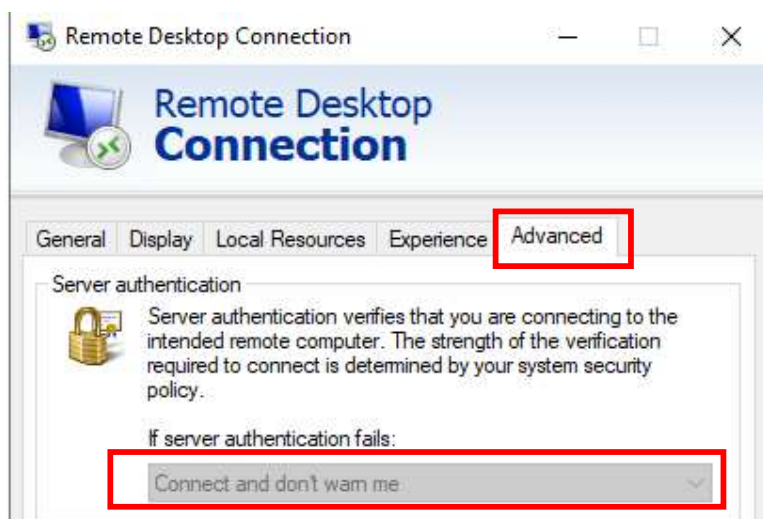 Remote Desktop Connection
Remote Desktop
Connection
General Display Local Resources Experience Advanced
Server authentication
Server authentication verifies that you are connecting to the
intended remote computer. The strength of the verification
required to connect is determined by your system security
policy.
If server authentication fails:
Connect and don't warn me